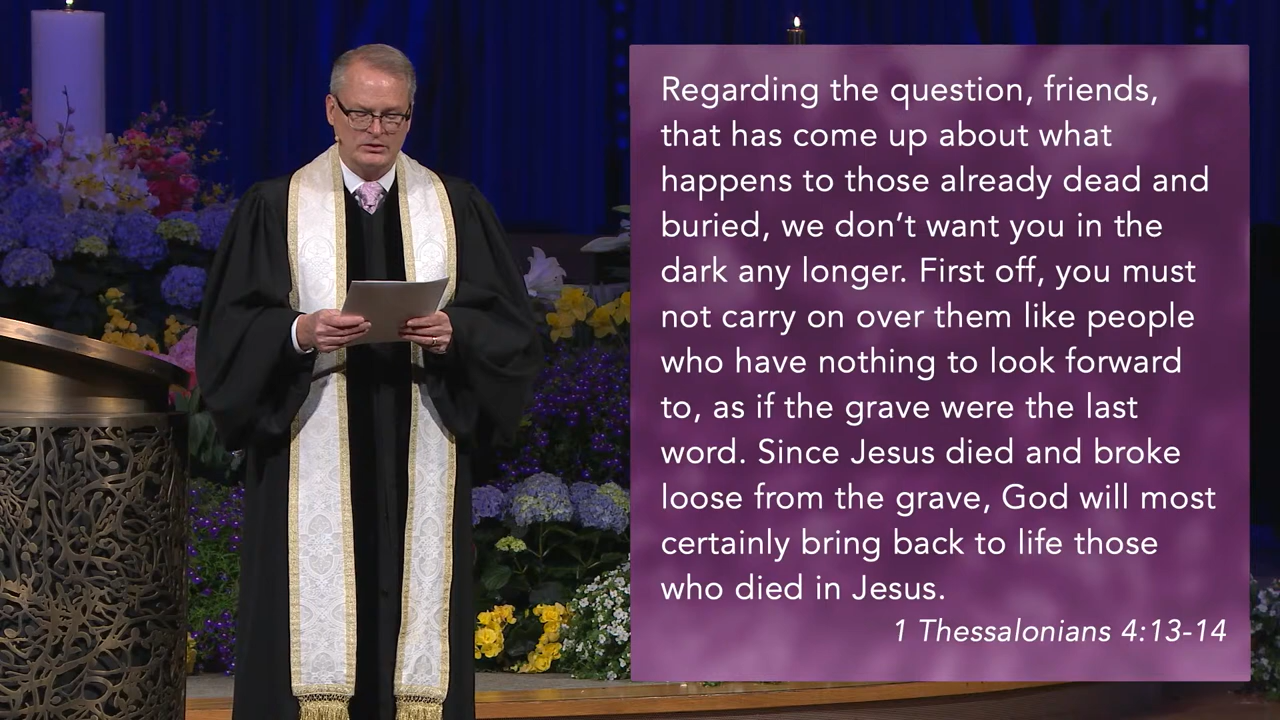 Regarding the question, friends,
that has come up about what
happens to those already dead and
buried, we don’t want you in the
dark any longer. First off, you must
not carry on over them like people
who have nothing to look forward
to, as if the grave were the last
word. Since Jesus died and broke
loose from the grave, God will most
certainly bring back to life those
who died in Jesus.
1 Thessalonians 4:13-14